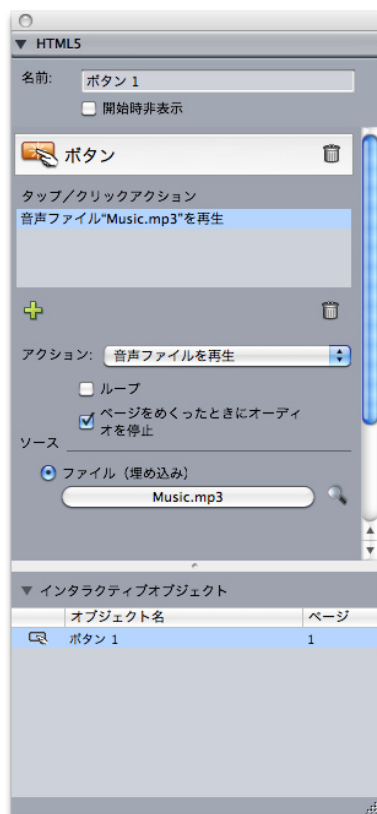 HTML5
名前: ボタン 1
開始時非表示
ボタン
タップ/クリックアクション
音声ファイル“Music.mp3”を再生
アクション: 音声ファイルを再生
ループ
ページをめくったときにオーディ
オを停止
ソース
ファイル（埋め込み）
Music.mp3
インタラクティブオブジェクト
オブジェクト名 ページ
ボタン 1 1